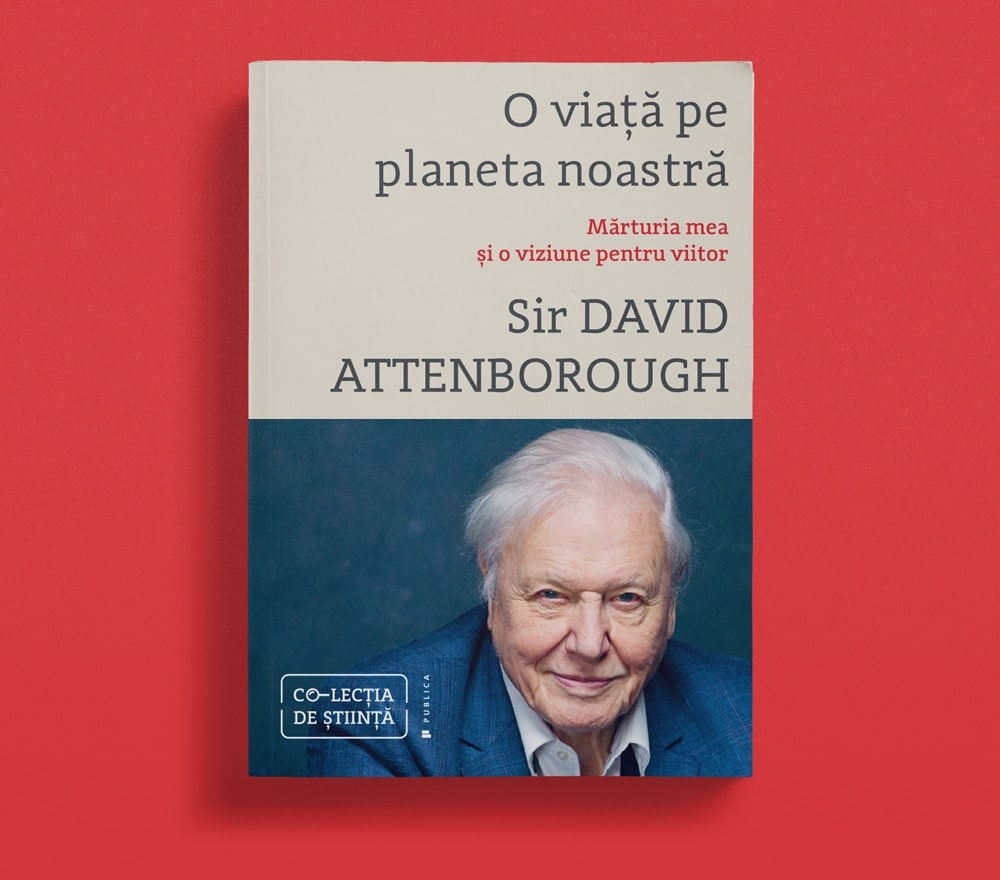 O viață pe
planeta noastră
Mărturia mea
și o viziune pentru viitor
Sir DAVID
ATTENBOROUGH
CO-LECȚIA
DE ȘTIINȚĂ
PUBLICA